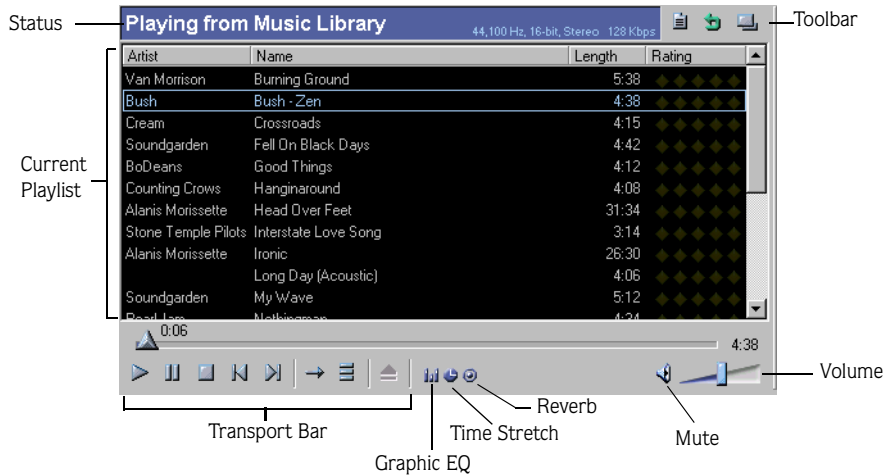 Status
Playing from Music Library
44,100 Hz, 16-bit, Stereo 128 Kbps
Toolbar
Artist Name Length Rating
Van Morrison Burning Ground 5:38
Bush Bush - Zen 4:38
Cream Crossroads 4:15
Soundgarden Fell On Black Days 4:42
BoDeans Good Things 4:12
Counting Crows Hanginaround 4:08
Alanis Morissette Head Over Feet 31:34
Stone Temple Pilots Interstate Love Song 3:14
Alanis Morissette Ironic 26:30
Long Day (Acoustic) 4:06
Soundgarden My Wave 5:12
Pearl Jam Nothingman 4:34
Current
Playlist
0:06
4:38
Volume
Transport Bar
Graphic EQ
Time Stretch
Reverb
Mute